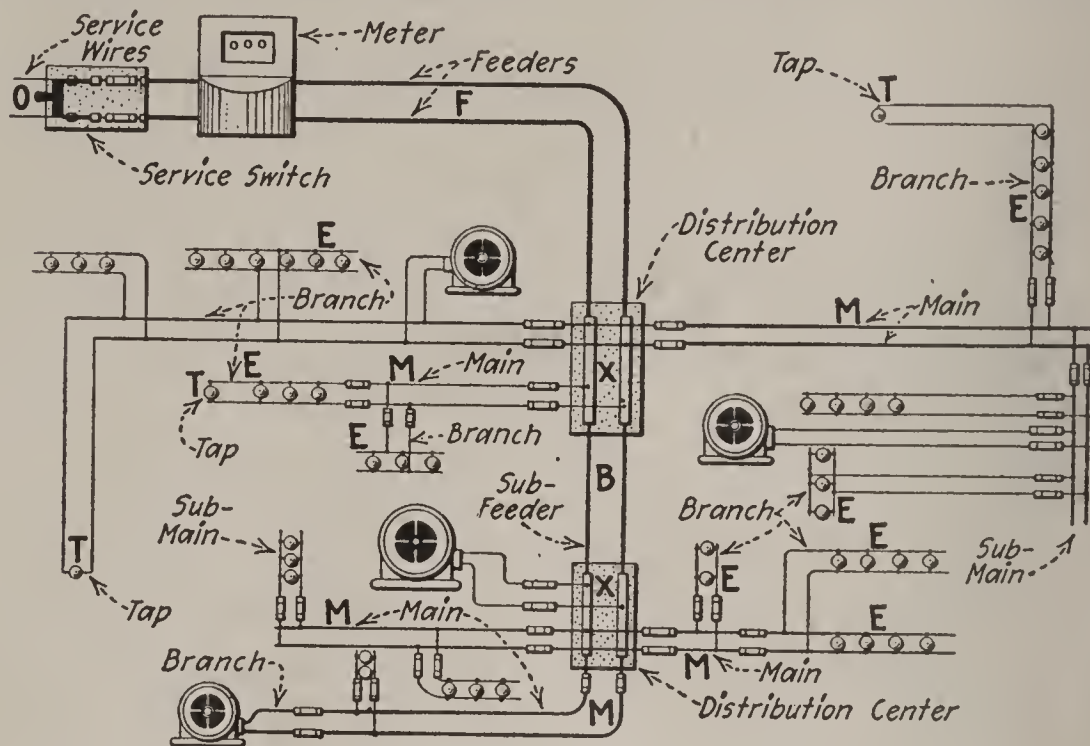 Service
Wires
Meter
Feeders
F
O
Service Switch
Tap
T
Branch
E
Distribution
Center
E
Branch
M
Main
E
M
Main
T
X
Tap
E
Branch
B
Sub-
Feeder
Sub-
Main
Branch
E
E
Sub-
Main
T
Tap
X
E
M
Main
E
Branch
M
Main
M
Distribution Center